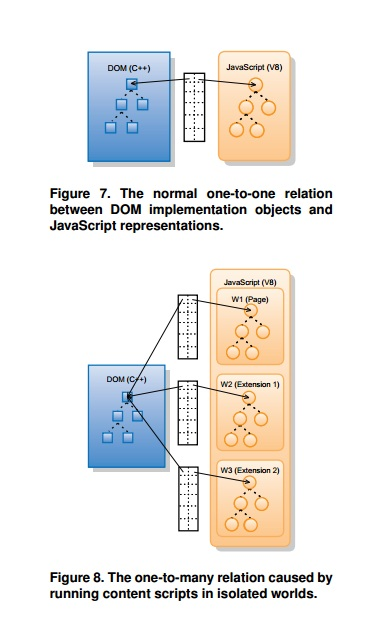 DOM (C++)
JavaScript (V8)
Figure 7. The normal one-to-one relation
between DOM implementation objects and
JavaScript representations.
JavaScript (V8)
W1 (Page)
DOM (C++)
W2 (Extension 1)
W3 (Extension 2)
Figure 8. The one-to-many relation caused by
running content scripts in isolated worlds.